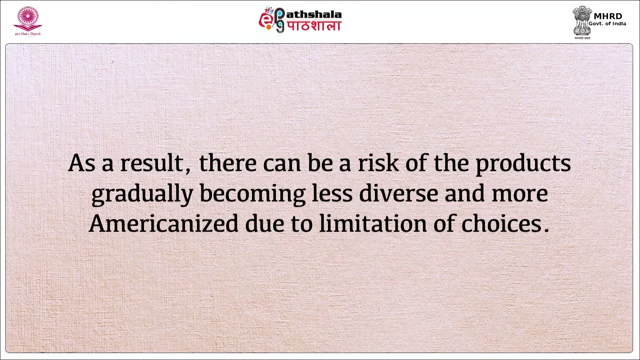 ePathshala
पाठशाला
MHRD
Govt. of India
As a result, there can be a risk of the products
gradually becoming less diverse and more
Americanized due to limitation of choices.